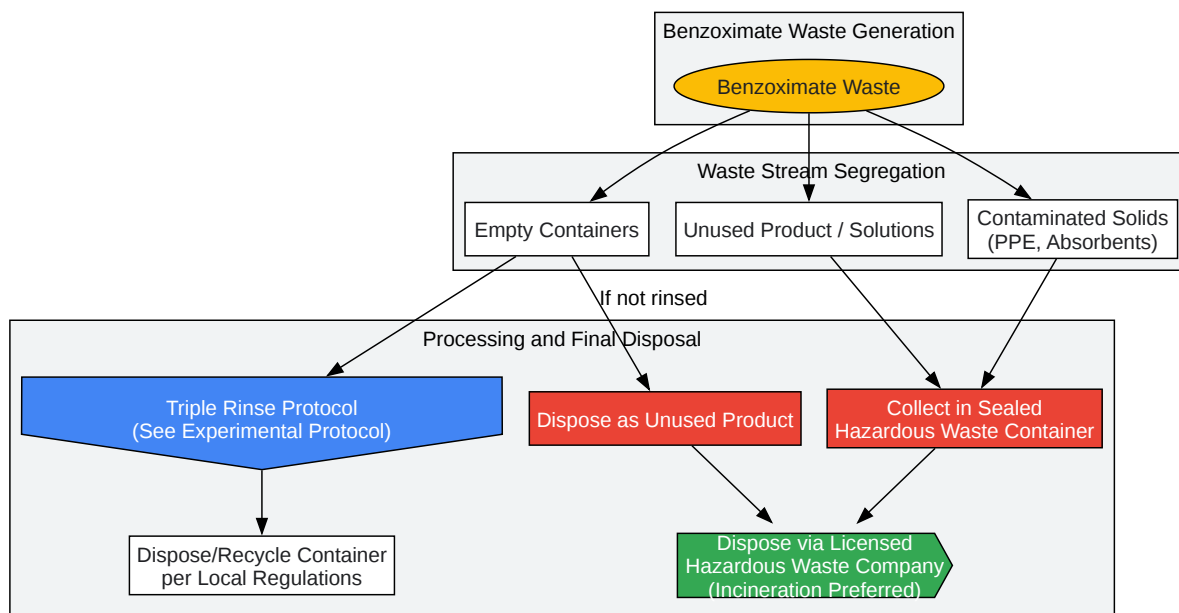 Benzoximate Waste Generation
Benzoximate Waste
Waste Stream Segregation
Empty Containers
Unused Product / Solutions
Contaminated Solids
(PPE, Absorbents)
If not rinsed
Processing and Final Disposal
Triple Rinse Protocol
(See Experimental Protocol)
Dispose as Unused Product
Collect in Sealed
Hazardous Waste Container
Dispose/Recycle Container
per Local Regulations
Dispose via Licensed
Hazardous Waste Company
(Incineration Preferred)